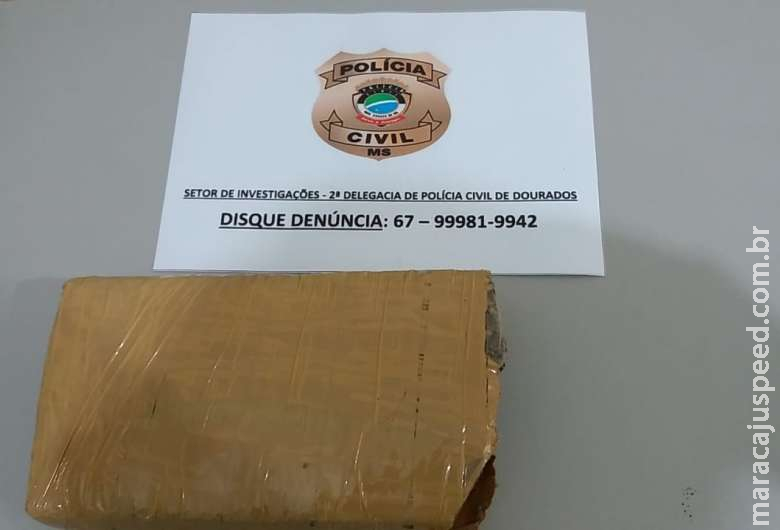 POLÍCIA
CIVIL
MS
SETOR DE INVESTIGAÇÕES - 2ª DELEGACIA DE POLÍCIA CIVIL DE DOURADOS
DISQUE DENÚNCIA: 67 – 99981-9942
maracajuspeed.com.br